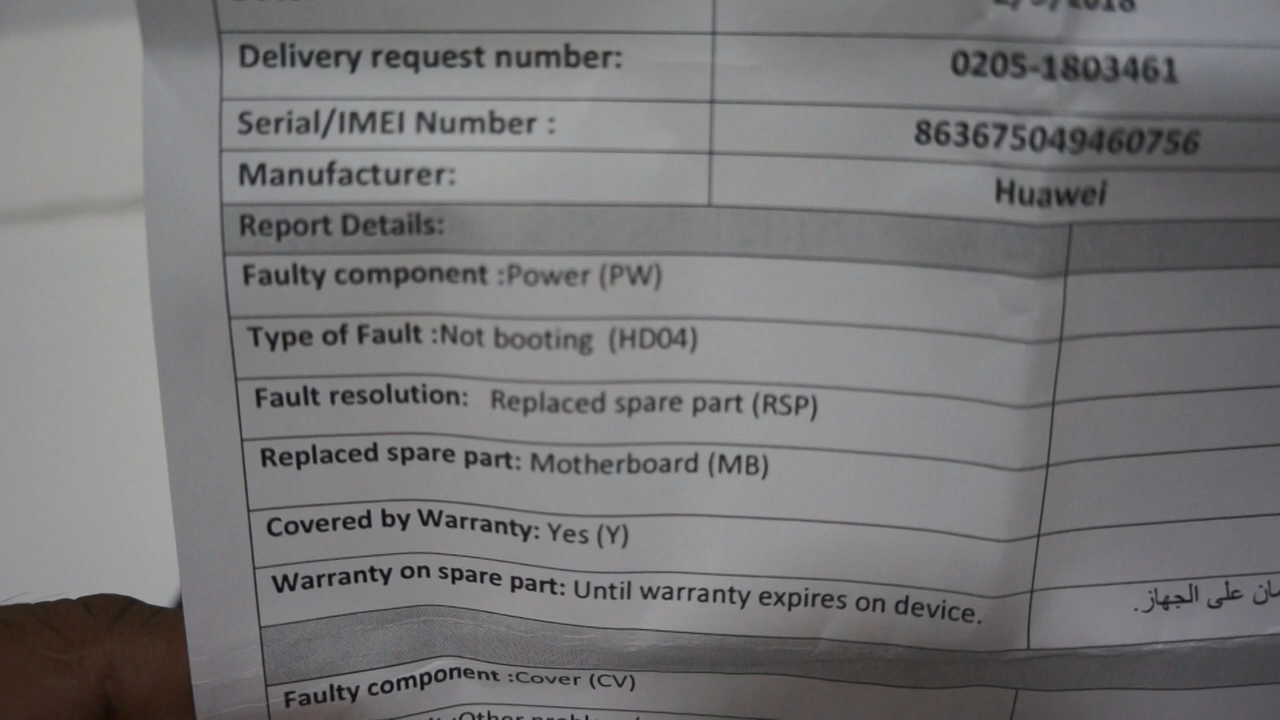 Delivery request number: 0205-1803461
Serial/IMEI Number : 863675049460756
Manufacturer: Huawei
Report Details:
Faulty component :Power (PW)
Type of Fault :Not booting (HD04)
Fault resolution: Replaced spare part (RSP)
Replaced spare part: Motherboard (MB)
Covered by Warranty: Yes (Y)
Warranty on spare part: Until warranty expires on device.
على الجهاز.
Faulty component :Cover (CV)